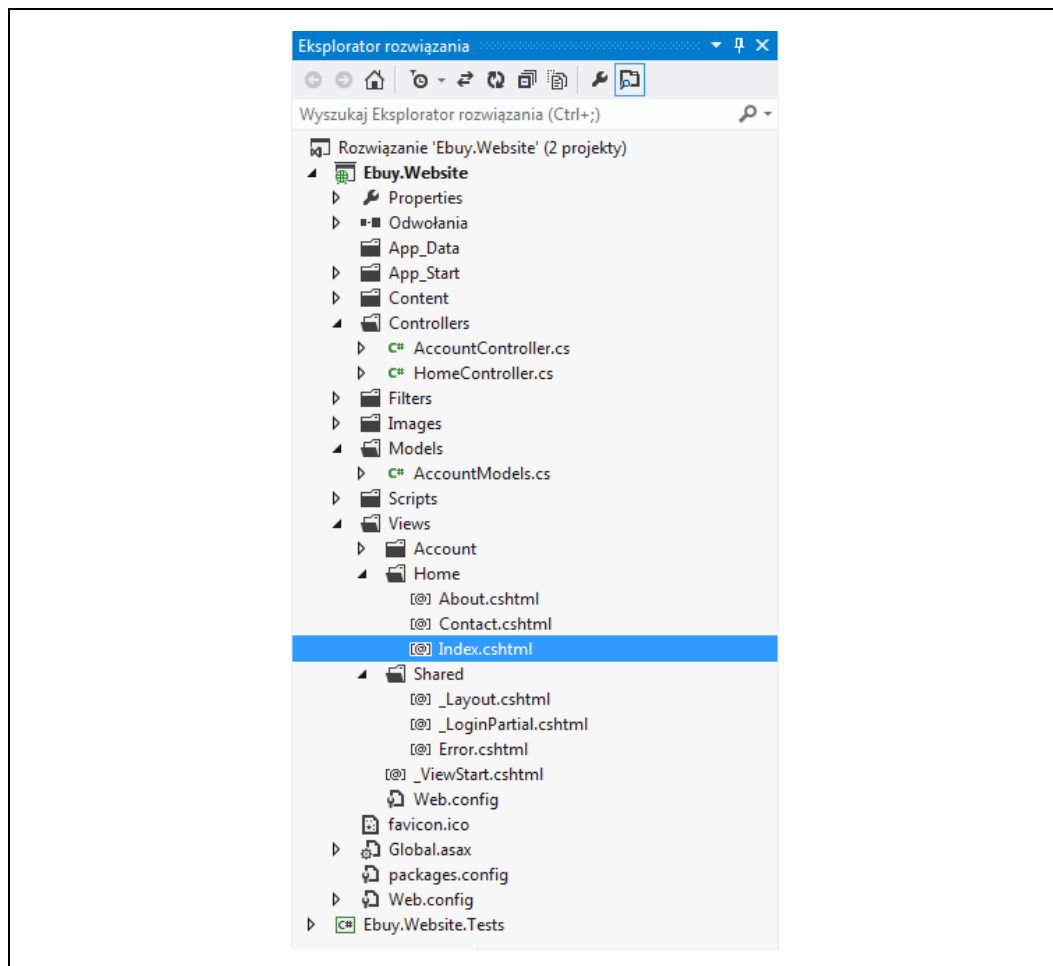 Eksplorator rozwiązania
Wyszukaj Eksplorator rozwiązania (Ctrl+;)
Rozwiązanie 'Ebuy.Website' (2 projekty)
Ebuy.Website
Properties
Odwołania
App_Data
App_Start
Content
Controllers
C# AccountController.cs
C# HomeController.cs
Filters
Images
Models
C# AccountModels.cs
Scripts
Views
Account
Home
[@] About.cshtml
[@] Contact.cshtml
[@] Index.cshtml
Shared
[@] _Layout.cshtml
[@] _LoginPartial.cshtml
[@] Error.cshtml
[@] _ViewStart.cshtml
Web.config
favicon.ico
Global.asax
packages.config
Web.config
C# Ebuy.Website.Tests